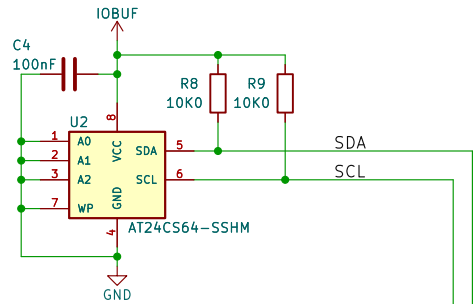 IOBUF
C4
100nF
R8
10K0
R9
10K0
U2
8
1
A0
VCC
SDA
5
SDA
2
A1
3
A2
SCL
6
SCL
7
WP
GND
4
AT24CS64-SSHM
GND